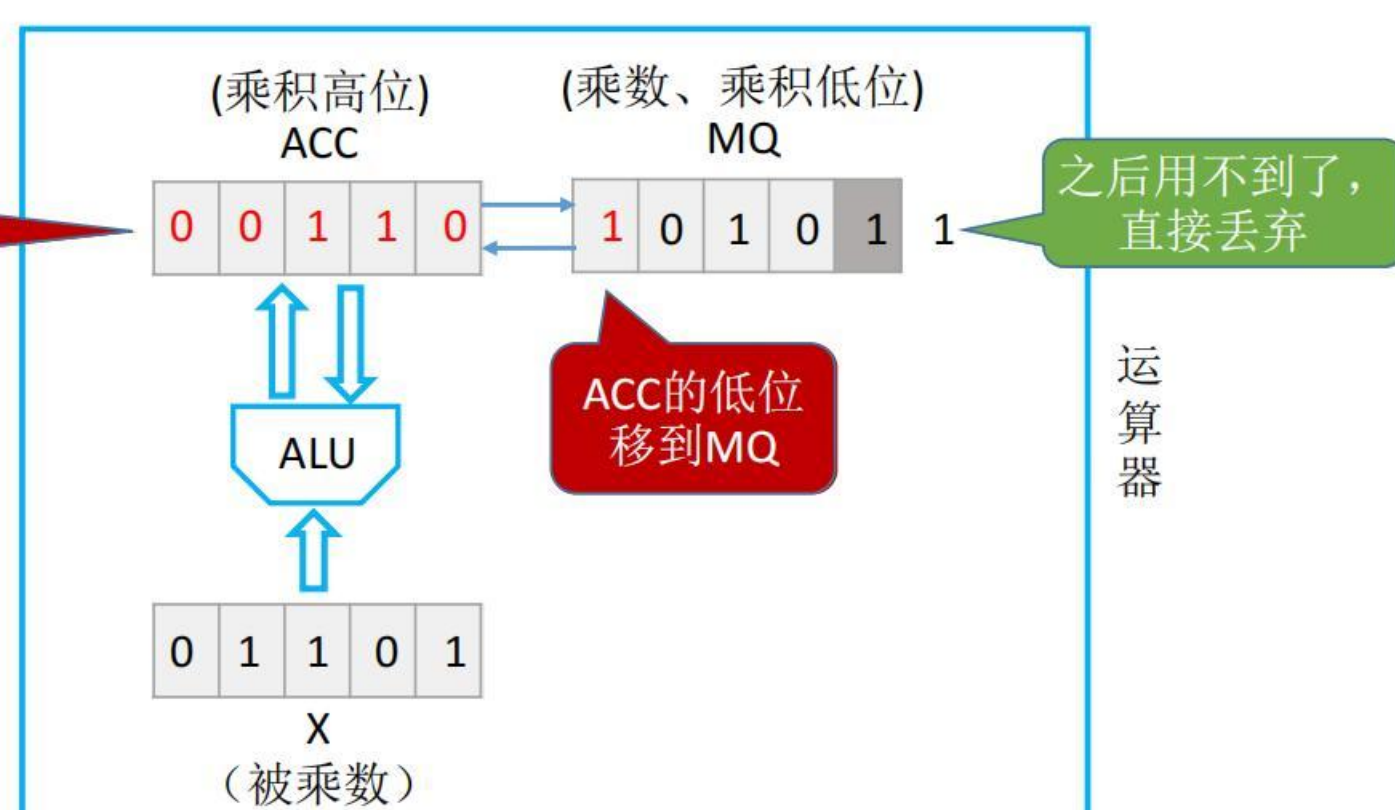 (乘积高位)
ACC
(乘数、乘积低位)
MQ
0 0 1 1 0
1 0 1 0 1 1
之后用不到了，
直接丢弃
ACC的低位
移到MQ
ALU
运
算
器
0 1 1 0 1
X
（被乘数）